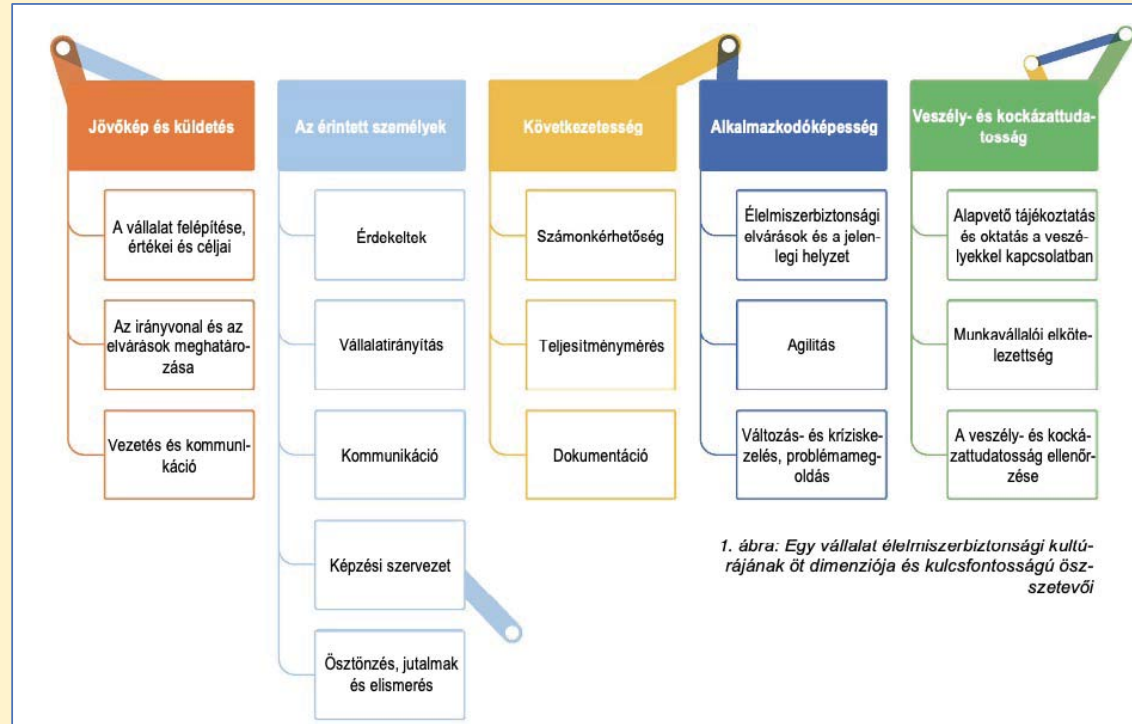 Jövőkép és küldetés
A vállalat felépítése,
értékei és céljai
Az irányvonal és az
elvárások meghatáro-
zása
Vezetés és kommuni-
káció
Az érintett személyek
Érdekeltek
Vállalatirányítás
Kommunikáció
Képzési szervezet
Ösztönzés, jutalmak
és elismerés
Következetesség
Számonkérhetőség
Teljesítménymérés
Dokumentáció
Alkalmazkodóképesség
Élelmiszerbiztonsági
elvárások és a jelen-
legi helyzet
Agilitás
Változás- és kríziske-
zelés, problémameg-
oldás
Veszély- és kockázattuda-
tosság
Alapvető tájékoztatás
és oktatás a veszé-
lyekkel kapcsolatban
Munkavállalói elköte-
lezettség
A veszély- és kocká-
zattudatosság ellenőr-
zése
1. ábra: Egy vállalat élelmiszerbiztonsági kultú-
rájának öt dimenziója és kulcsfontosságú ösz-
szetevői